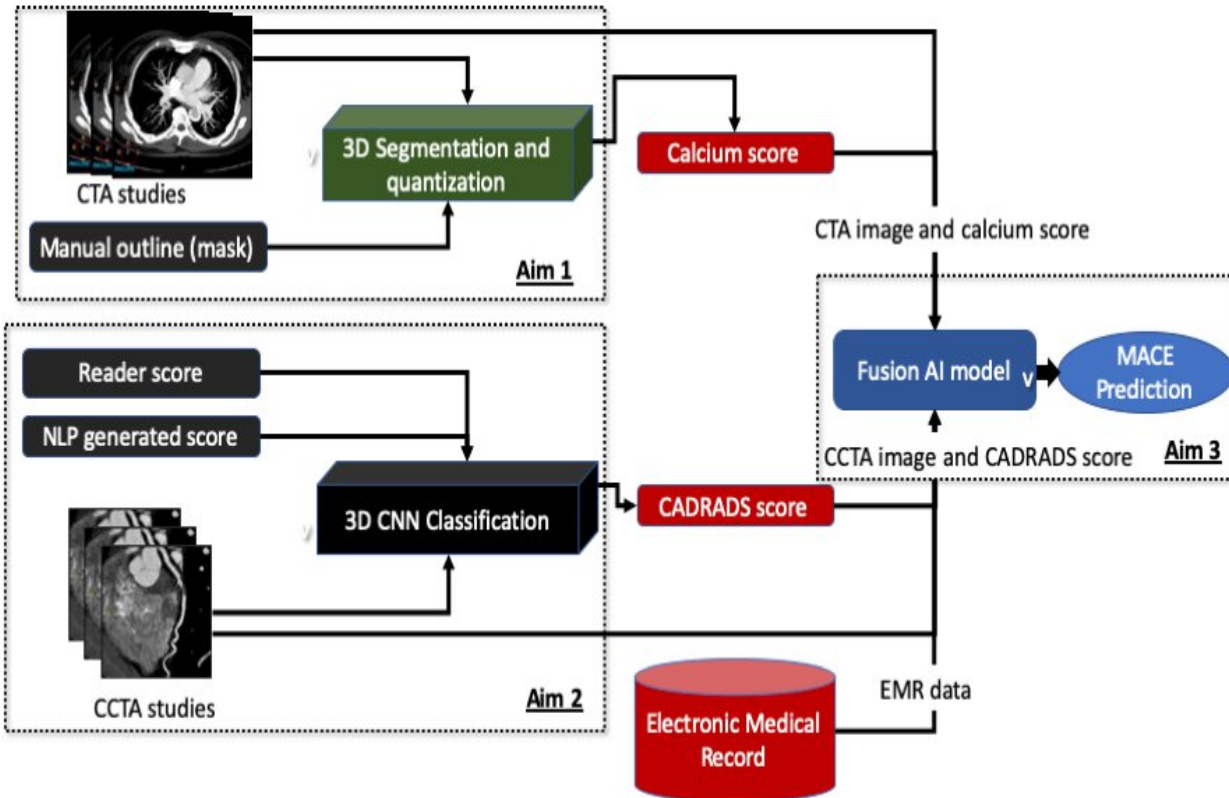 CTA studies
Manual outline (mask)
3D Segmentation and
quantization
v
Aim 1
Calcium score
CTA image and calcium score
Reader score
NLP generated score
3D CNN Classification
v
CCTA studies
Aim 2
CADRADS score
Fusion AI model
v
MACE
Prediction
CCTA image and CADRADS score
Aim 3
EMR data
Electronic Medical
Record